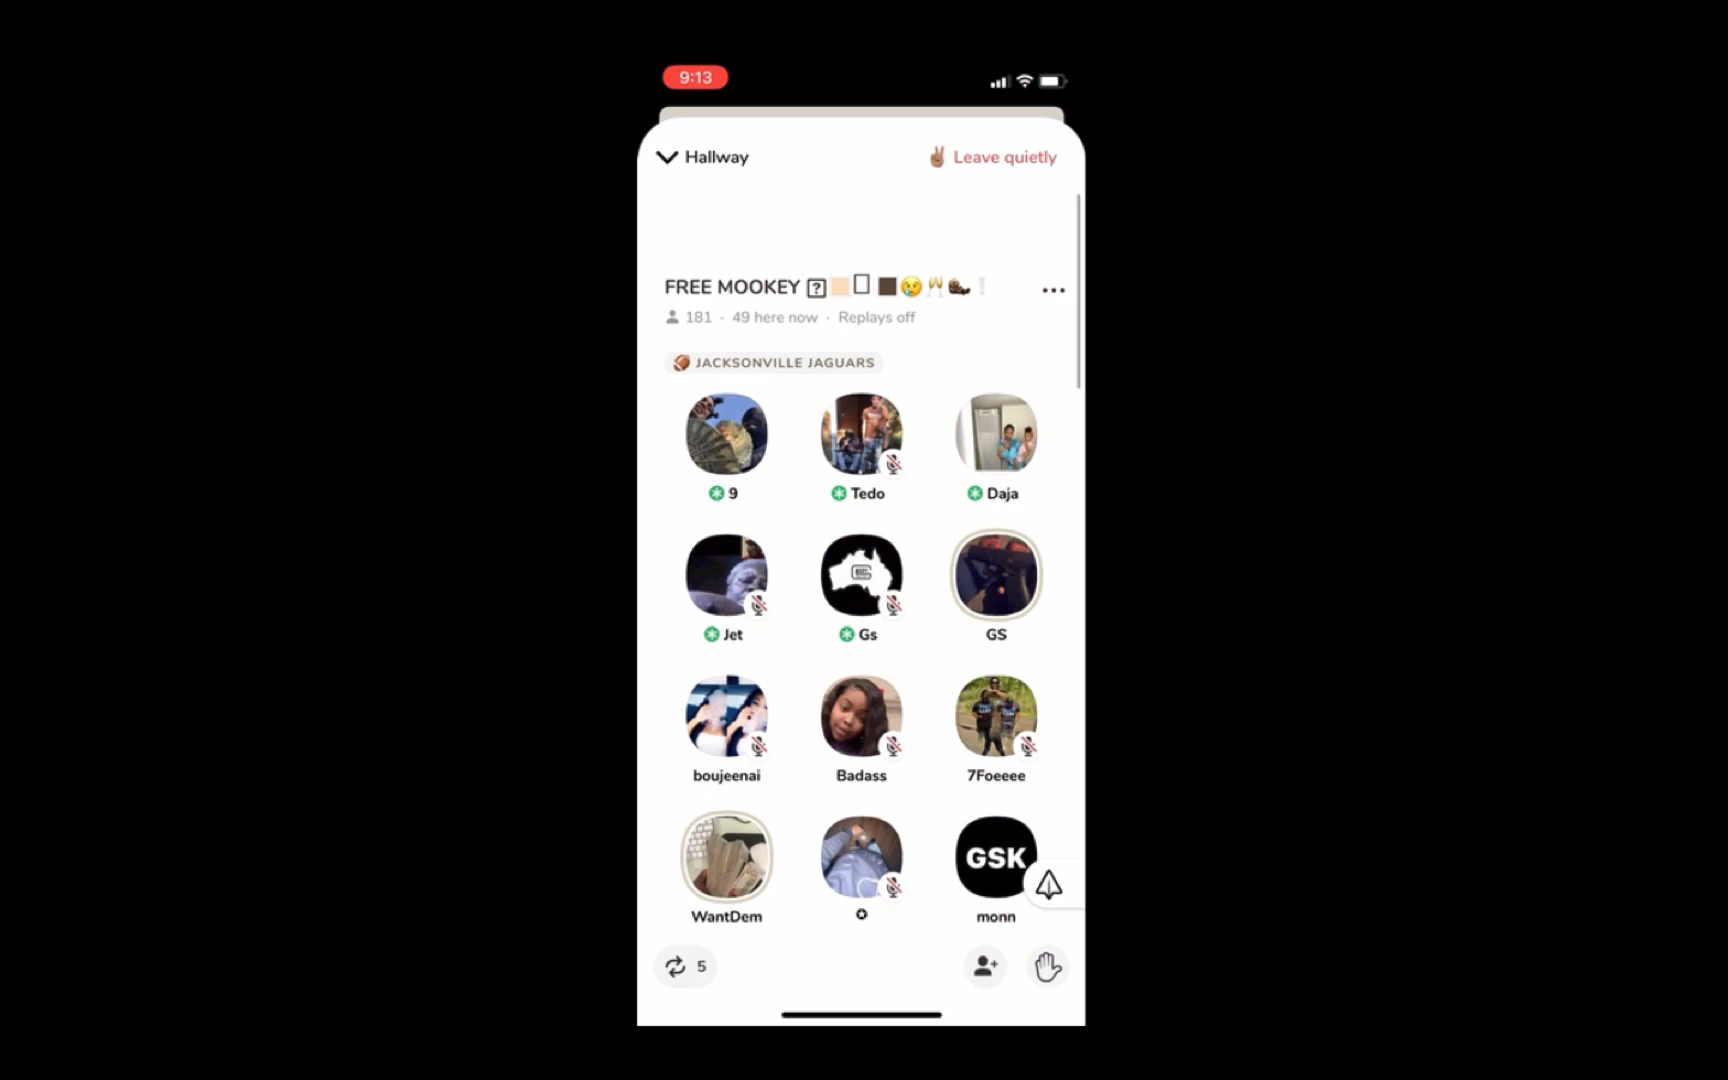 9:13
Hallway
✌🏽 Leave quietly
FREE MOOKEY
181 · 49 here now · Replays off
🏈 JACKSONVILLE JAGUARS
9
Tedo
Daja
Jet
Gs
GS
boujeenai
Badass
7Foeeee
GSK
WantDem
✪
monn
5